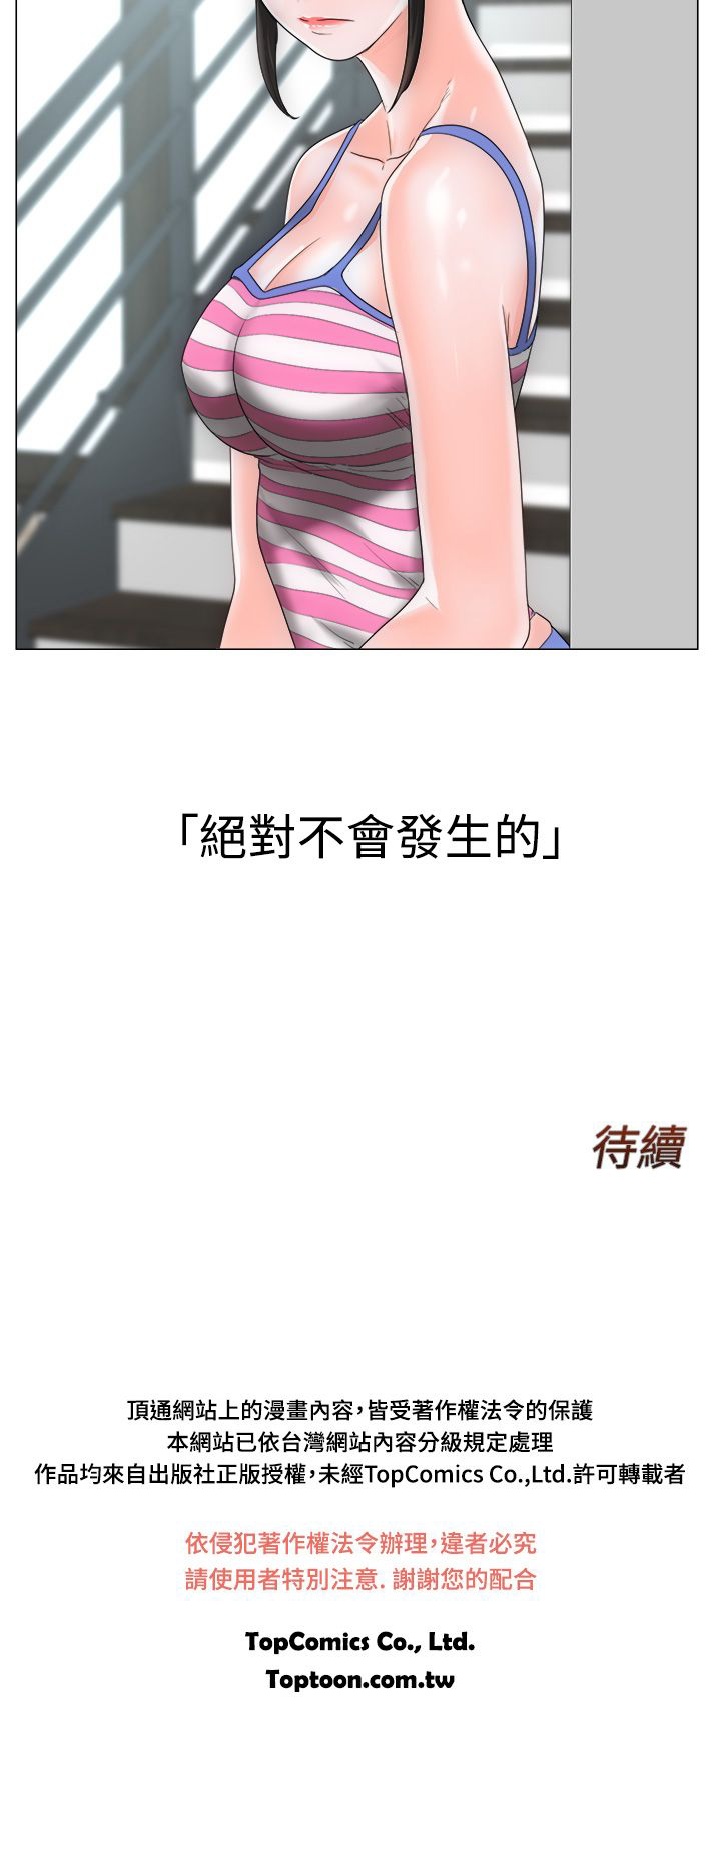 「絕對不會發生的」
待續
頂通網站上的漫畫內容，皆受著作權法令的保護
本網站已依台灣網站內容分級規定處理
作品均來自出版社正版授權，未經TopComics Co.,Ltd.許可轉載者
依侵犯著作權法令辦理，違者必究
請使用者特別注意. 謝謝您的配合
TopComics Co., Ltd.
Toptoon.com.tw